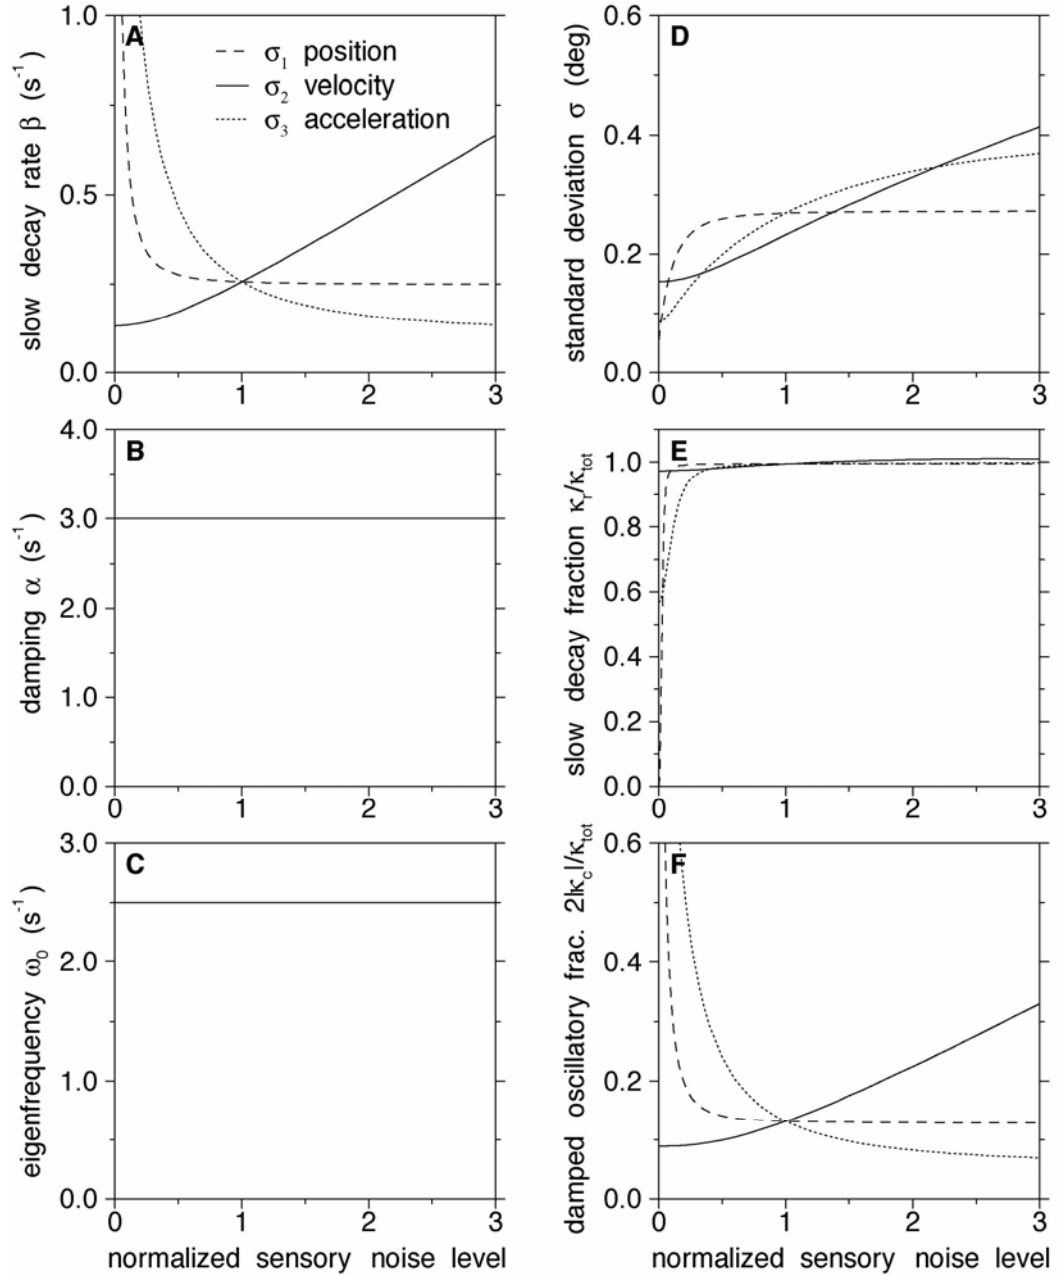 A
σ1 position
σ2 velocity
σ3 acceleration
slow decay rate β (s-1)
1.0
0.5
0.0
0 1 2 3
D
standard deviation σ (deg)
0.6
0.4
0.2
0.0
0 1 2 3
B
damping α (s-1)
4.0
3.0
2.0
1.0
0.0
0 1 2 3
E
slow decay fraction κr/κtot
1.0
0.8
0.6
0.4
0.2
0.0
0 1 2 3
C
eigenfrequency ω0 (s-1)
3.0
2.0
1.0
0.0
0 1 2 3
normalized sensory noise level
F
damped oscillatory frac. 2|κc|/κtot
0.6
0.4
0.2
0.0
0 1 2 3
normalized sensory noise level